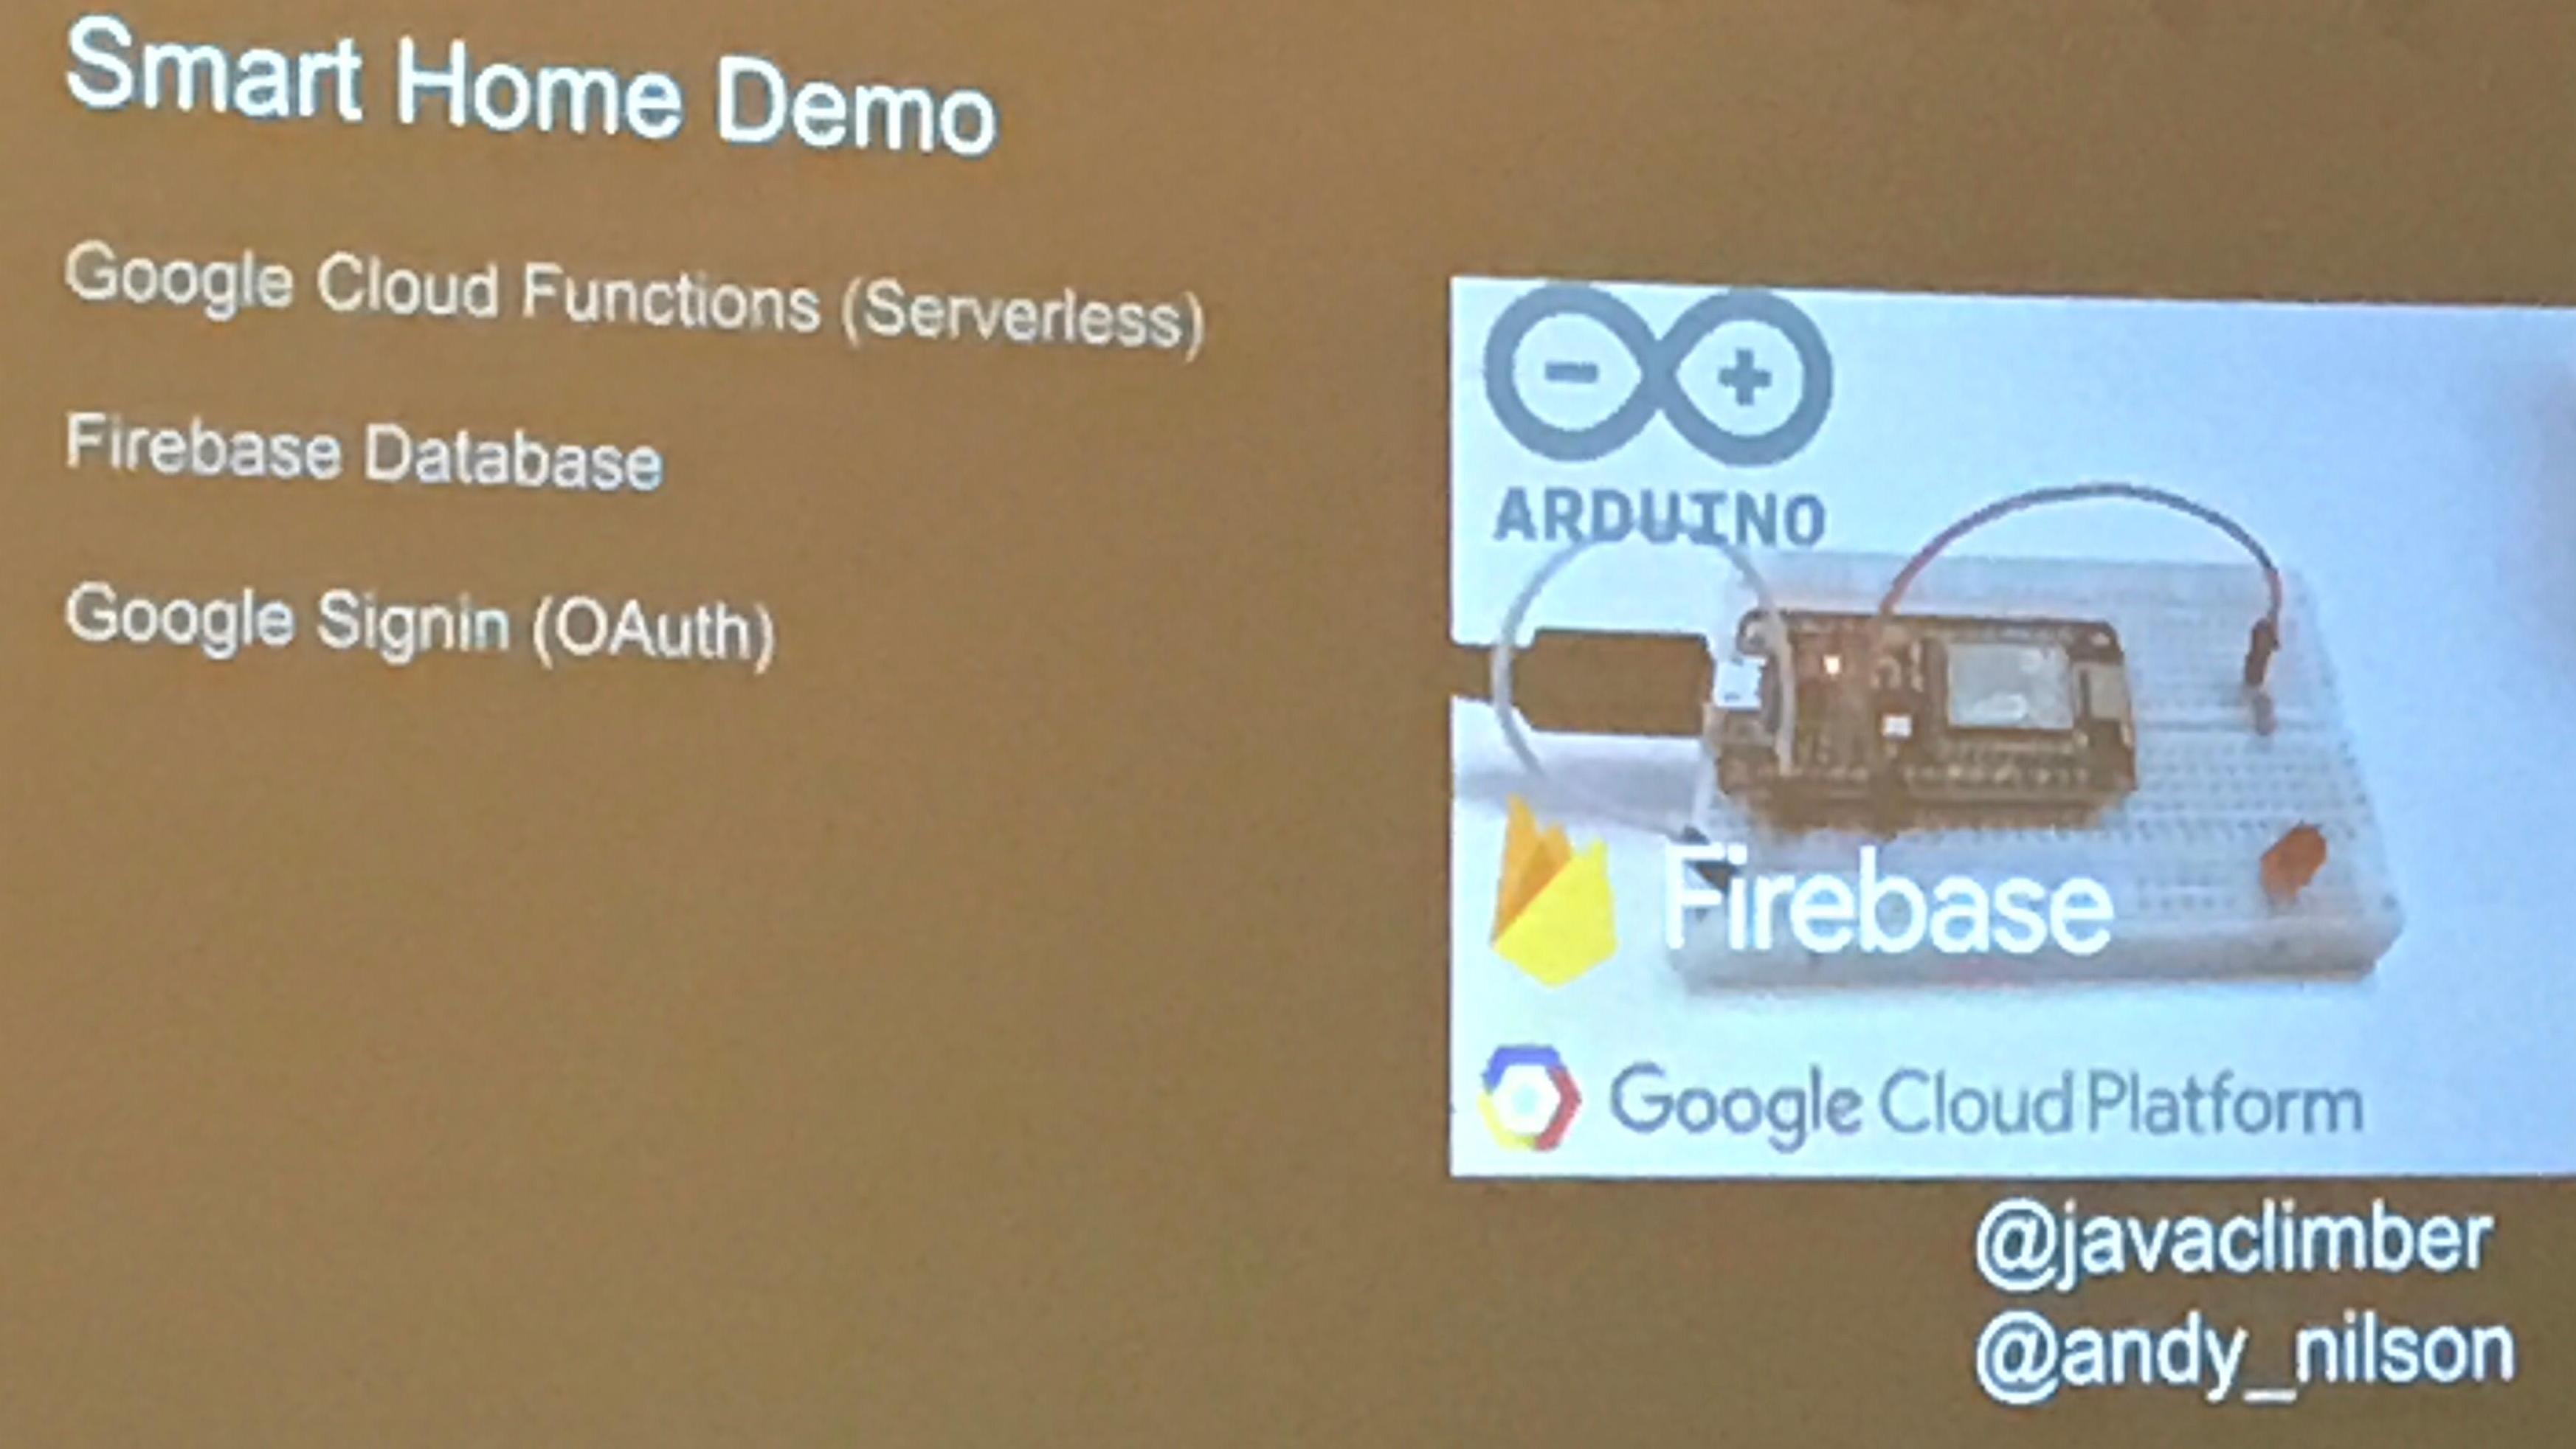 Smart Home Demo
Google Cloud Functions (Serverless)
Firebase Database
Google Signin (OAuth)
ARDUINO
Firebase
Google Cloud Platform
@javaclimber
@andy_nilson